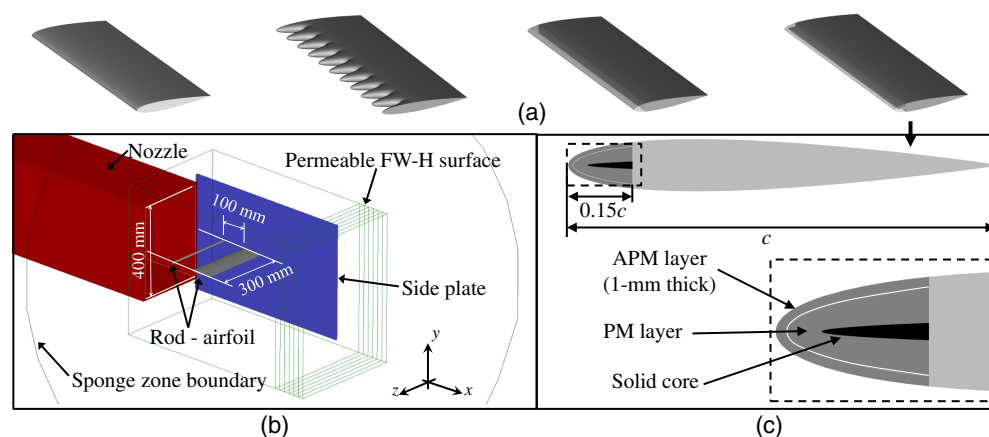 (a)
Nozzle
Permeable FW-H surface
100 mm
400 mm
300 mm
Side plate
Rod - airfoil
Sponge zone boundary
y
z
x
(b)
0.15c
c
APM layer
(1-mm thick)
PM layer
Solid core
(c)